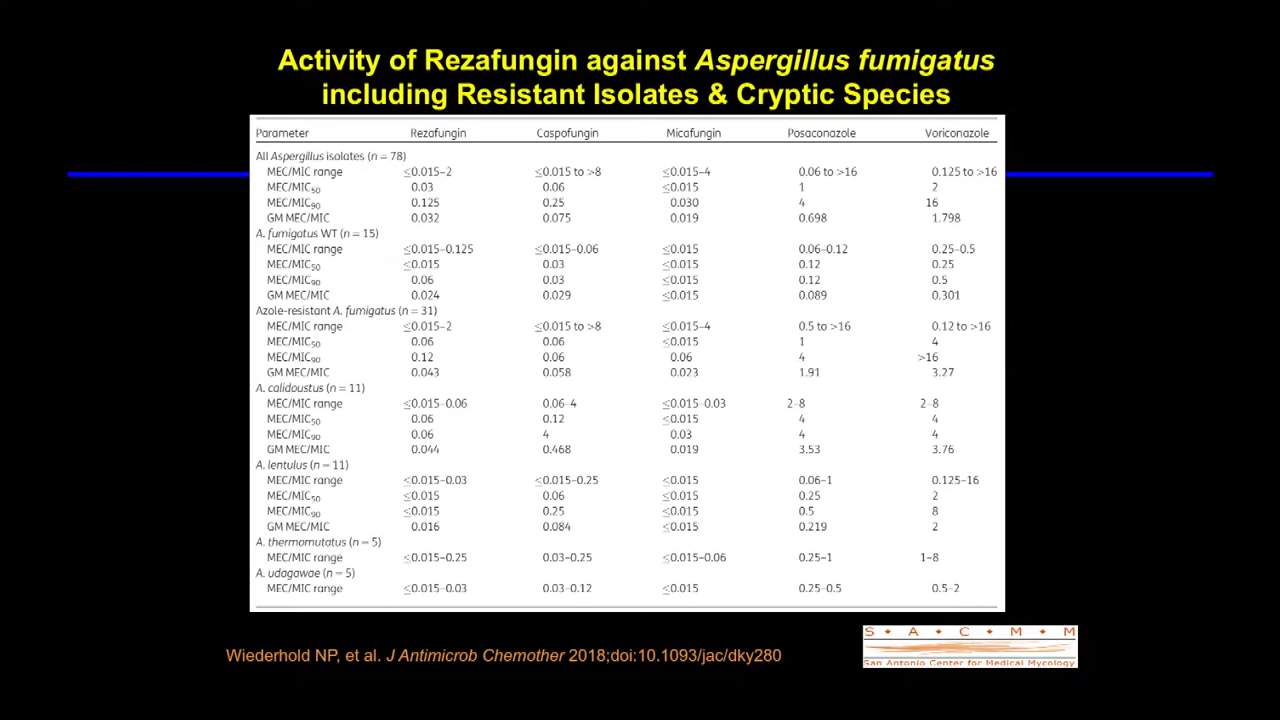 Activity of Rezafungin against Aspergillus fumigatus
including Resistant Isolates & Cryptic Species
Parameter Rezafungin Caspofungin Micafungin Posaconazole Voriconazole
All Aspergillus isolates (n = 78)
MEC/MIC range ≤0.015–2 ≤0.015 to >8 ≤0.015–4 0.06 to >16 0.125 to >16
MEC/MIC50 0.03 0.06 ≤0.015 1 2
MEC/MIC90 0.125 0.25 0.030 4 16
GM MEC/MIC 0.032 0.075 0.019 0.698 1.798
A. fumigatus WT (n = 15)
MEC/MIC range ≤0.015–0.125 ≤0.015–0.06 ≤0.015 0.06–0.12 0.25–0.5
MEC/MIC50 ≤0.015 0.03 ≤0.015 0.12 0.25
MEC/MIC90 0.06 0.03 ≤0.015 0.12 0.5
GM MEC/MIC 0.024 0.029 ≤0.015 0.089 0.301
Azole-resistant A. fumigatus (n = 31)
MEC/MIC range ≤0.015–2 ≤0.015 to >8 ≤0.015–4 0.5 to >16 0.12 to >16
MEC/MIC50 0.06 0.06 ≤0.015 1 4
MEC/MIC90 0.12 0.06 0.06 4 >16
GM MEC/MIC 0.043 0.058 0.023 1.91 3.27
A. calidoustus (n = 11)
MEC/MIC range ≤0.015–0.06 0.06–4 ≤0.015–0.03 2–8 2–8
MEC/MIC50 0.06 0.12 ≤0.015 4 4
MEC/MIC90 0.06 4 0.03 4 4
GM MEC/MIC 0.044 0.468 0.019 3.53 3.76
A. lentulus (n = 11)
MEC/MIC range ≤0.015–0.03 ≤0.015–0.25 ≤0.015 0.06–1 0.125–16
MEC/MIC50 ≤0.015 0.06 ≤0.015 0.25 2
MEC/MIC90 ≤0.015 0.25 ≤0.015 0.5 8
GM MEC/MIC 0.016 0.084 ≤0.015 0.219 2
A. thermomutatus (n = 5)
MEC/MIC range ≤0.015–0.25 0.03–0.25 ≤0.015–0.06 0.25–1 1–8
A. udagawae (n = 5)
MEC/MIC range ≤0.015–0.03 0.03–0.12 ≤0.015 0.25–0.5 0.5–2
S • A • C • M • M
San Antonio Center for Medical Mycology
Wiederhold NP, et al. J Antimicrob Chemother 2018;doi:10.1093/jac/dky280